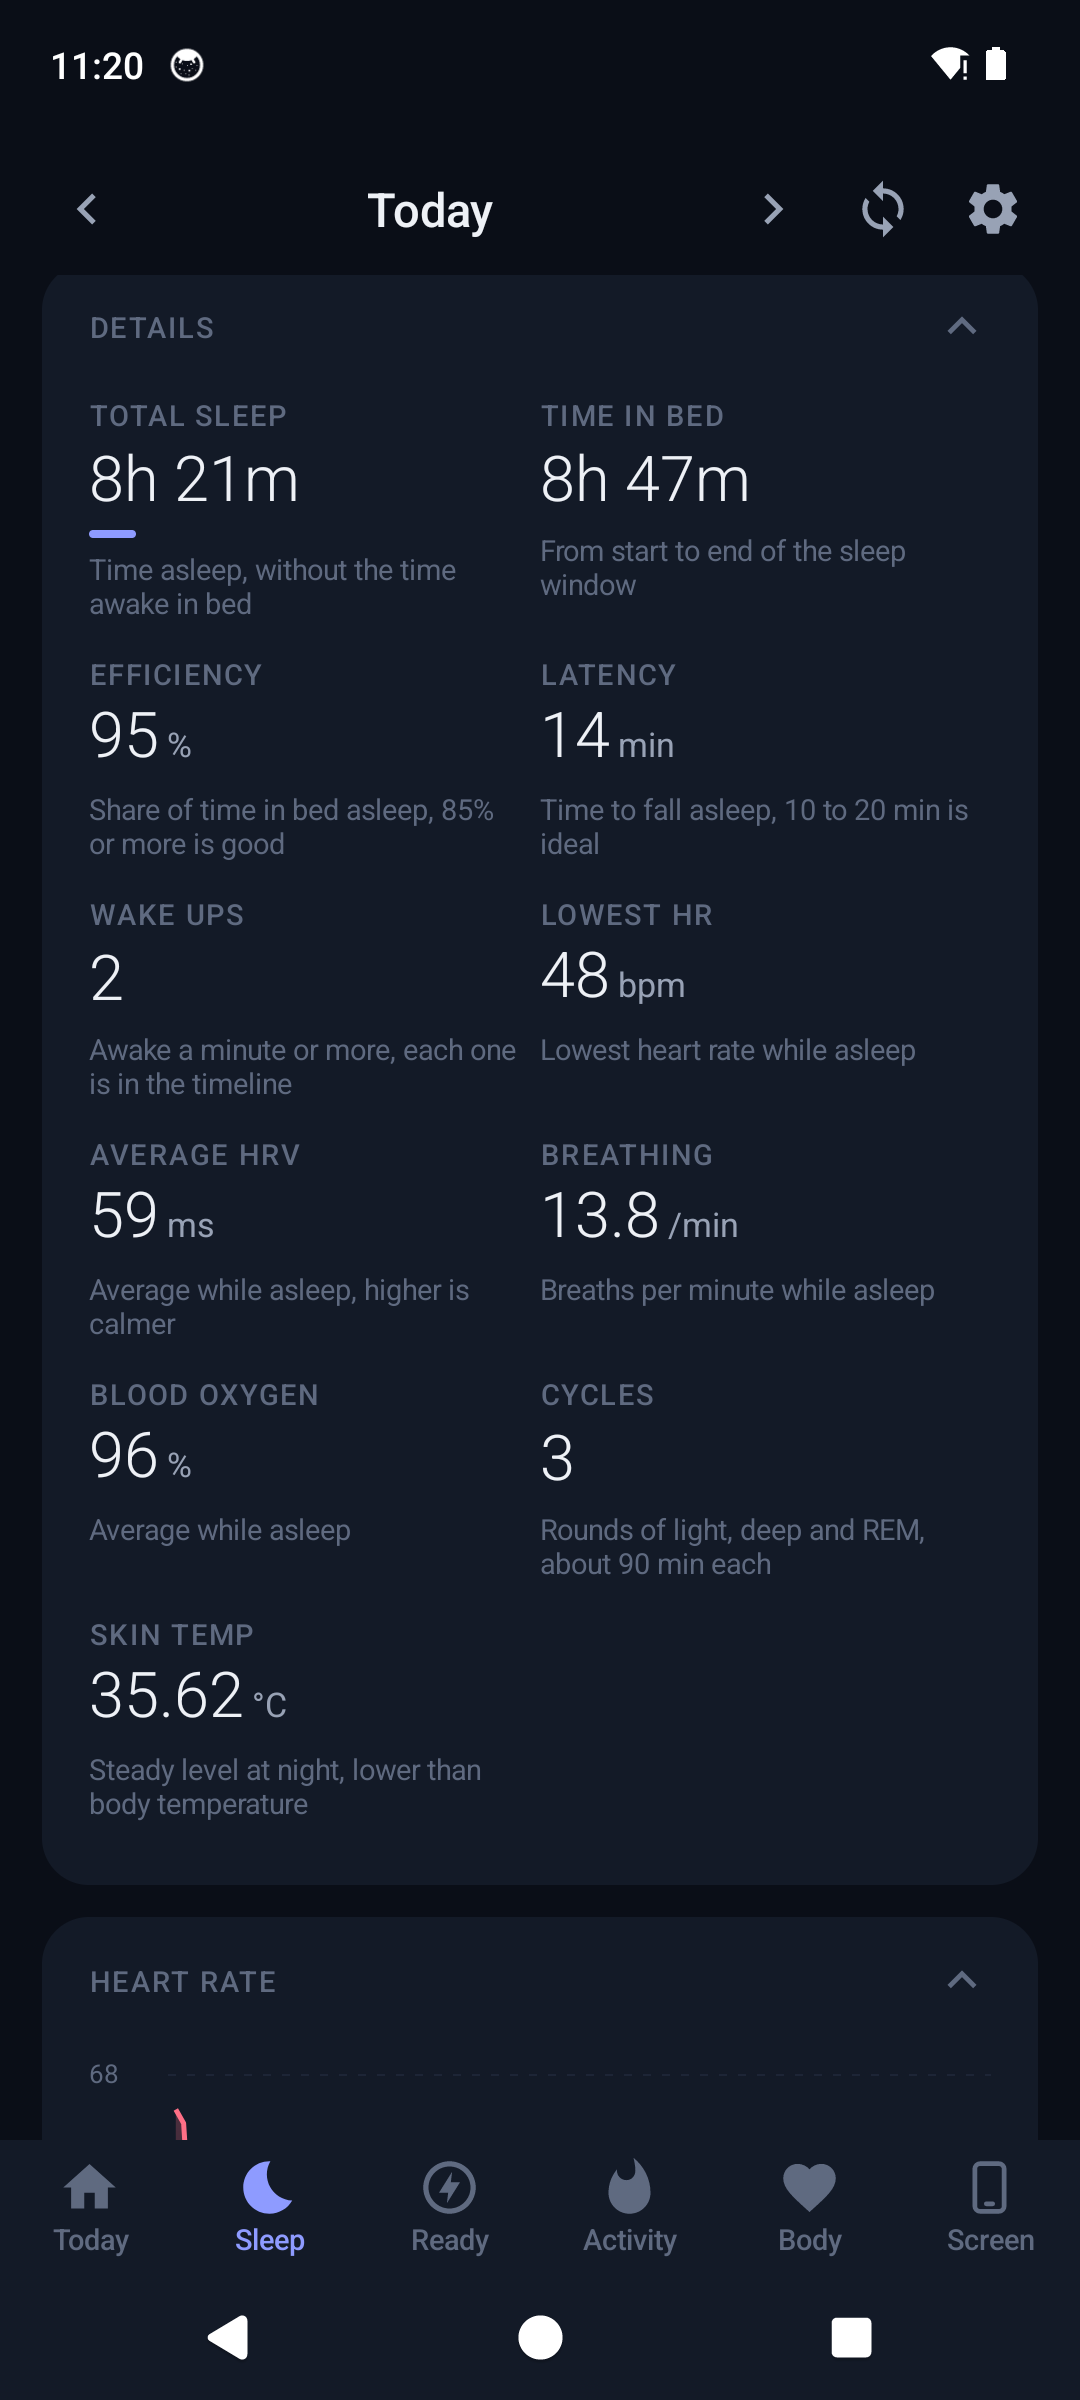 11:20
Today
DETAILS
TOTAL SLEEP
8h 21m
Time asleep, without the time
awake in bed
TIME IN BED
8h 47m
From start to end of the sleep
window
EFFICIENCY
95 %
Share of time in bed asleep, 85%
or more is good
LATENCY
14 min
Time to fall asleep, 10 to 20 min is
ideal
WAKE UPS
2
Awake a minute or more, each one
is in the timeline
LOWEST HR
48 bpm
Lowest heart rate while asleep
AVERAGE HRV
59 ms
Average while asleep, higher is
calmer
BREATHING
13.8 /min
Breaths per minute while asleep
BLOOD OXYGEN
96 %
Average while asleep
CYCLES
3
Rounds of light, deep and REM,
about 90 min each
SKIN TEMP
35.62 °C
Steady level at night, lower than
body temperature
HEART RATE
68
Today
Sleep
Ready
Activity
Body
Screen